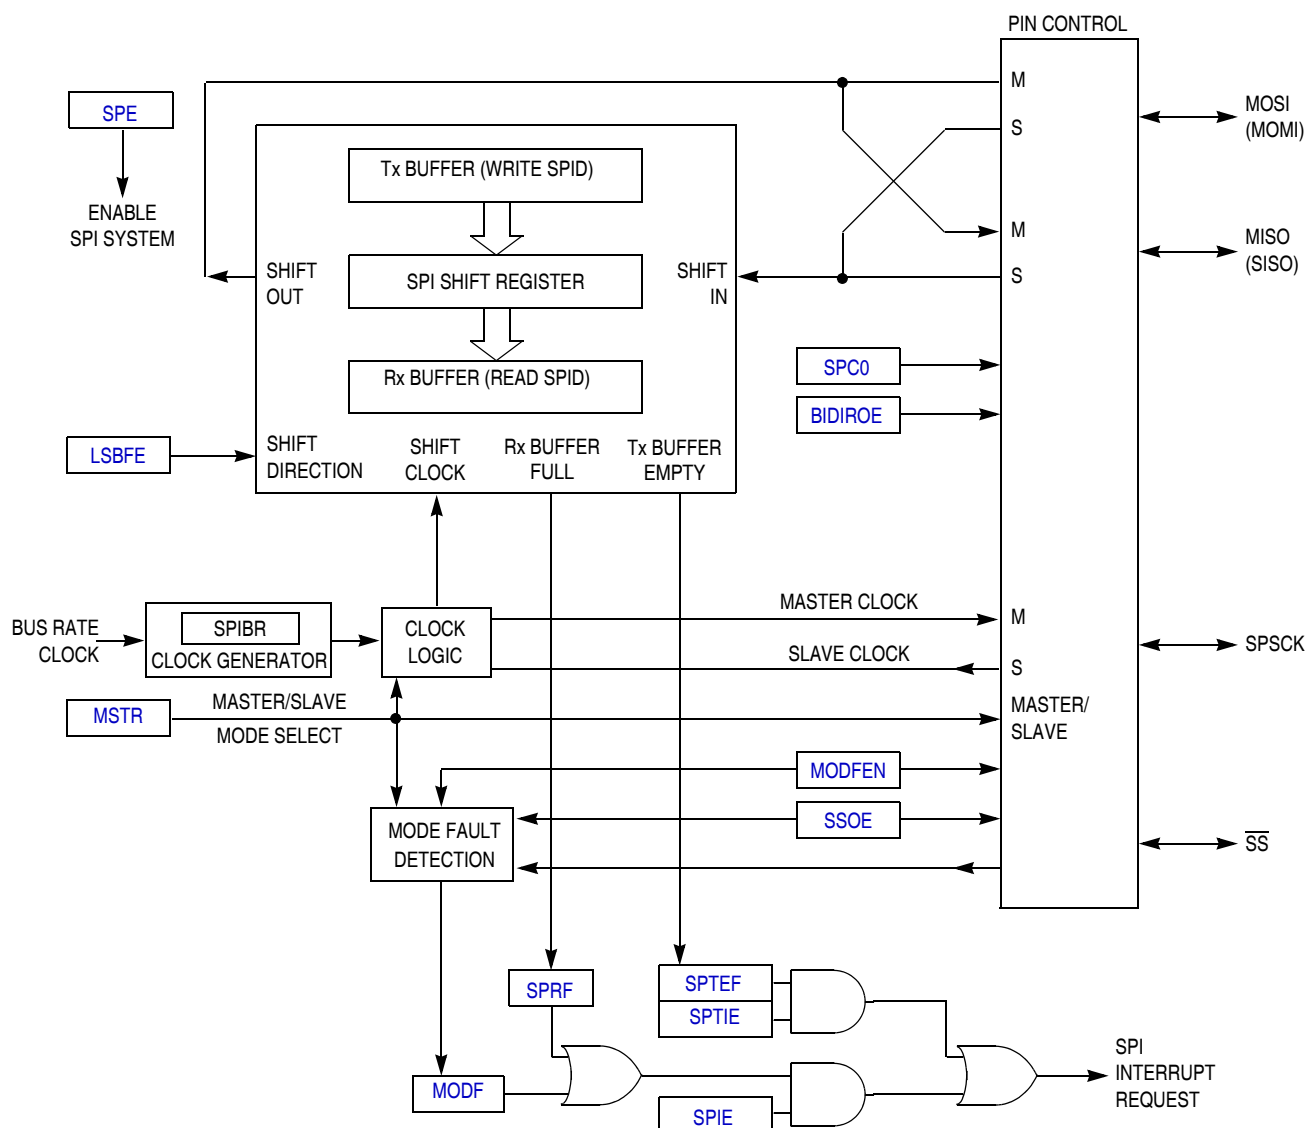 PIN CONTROL
M
SPE
MOSI
(MOMI)
S
Tx BUFFER (WRITE SPID)
ENABLE
SPI SYSTEM
M
MISO
(SISO)
SHIFT
OUT
SPI SHIFT REGISTER
SHIFT
IN
S
SPC0
Rx BUFFER (READ SPID)
BIDIROE
LSBFE
SHIFT
DIRECTION
SHIFT
CLOCK
Rx BUFFER
FULL
Tx BUFFER
EMPTY
MASTER CLOCK
M
BUS RATE
CLOCK
SPIBR
CLOCK GENERATOR
CLOCK
LOGIC
SPSCK
SLAVE CLOCK
S
MSTR
MASTER/SLAVE
MODE SELECT
MASTER/
SLAVE
MODFEN
SSOE
MODE FAULT
DETECTION
SS
SPRF
SPTEF
SPTIE
MODF
SPIE
SPI
INTERRUPT
REQUEST